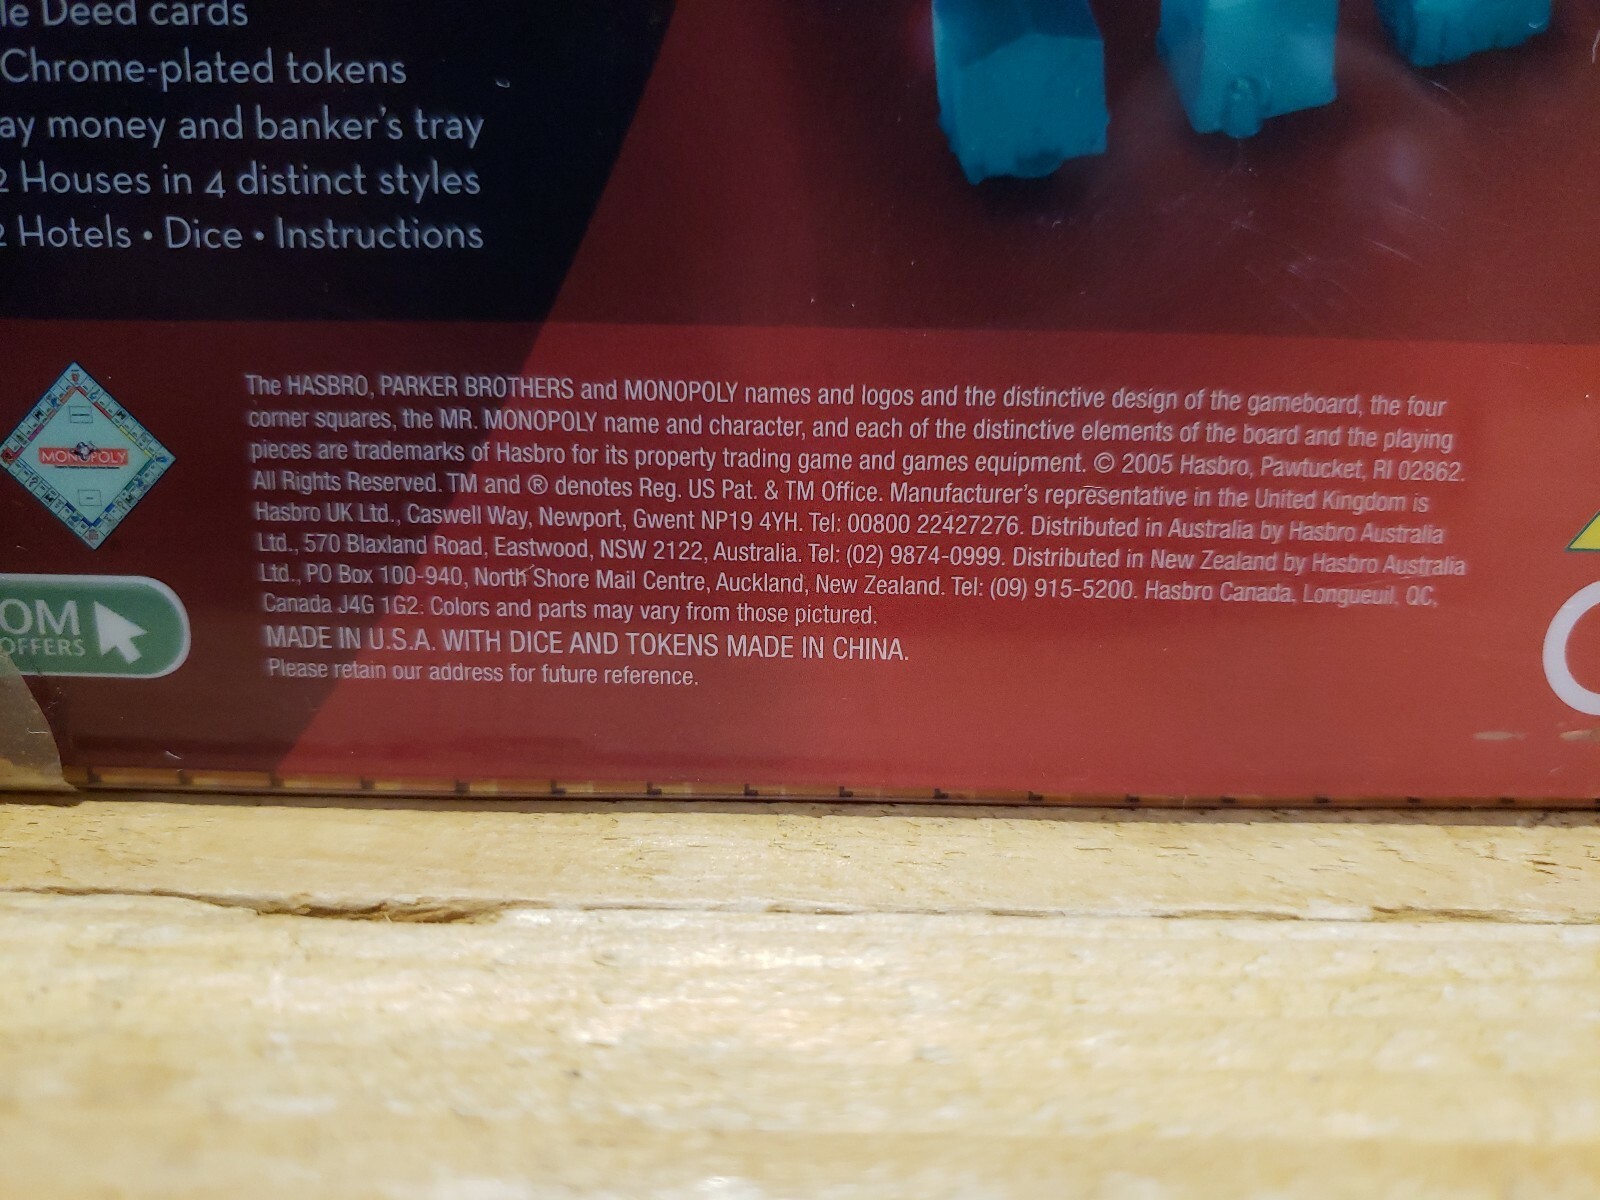 le Deed cards
Chrome-plated tokens
ay money and banker's tray
2 Houses in 4 distinct styles
2 Hotels • Dice • Instructions
MONOPOLY
The HASBRO, PARKER BROTHERS and MONOPOLY names and logos and the distinctive design of the gameboard, the four
corner squares, the MR. MONOPOLY name and character, and each of the distinctive elements of the board and the playing
pieces are trademarks of Hasbro for its property trading game and games equipment. © 2005 Hasbro, Pawtucket, RI 02862.
All Rights Reserved. TM and ® denotes Reg. US Pat. & TM Office. Manufacturer's representative in the United Kingdom is
Hasbro UK Ltd., Caswell Way, Newport, Gwent NP19 4YH. Tel: 00800 22427276. Distributed in Australia by Hasbro Australia
Ltd., 570 Blaxland Road, Eastwood, NSW 2122, Australia. Tel: (02) 9874-0999. Distributed in New Zealand by Hasbro Australia
Ltd., PO Box 100-940, North Shore Mail Centre, Auckland, New Zealand. Tel: (09) 915-5200. Hasbro Canada, Longueuil, QC,
Canada J4G 1G2. Colors and parts may vary from those pictured.
MADE IN U.S.A. WITH DICE AND TOKENS MADE IN CHINA.
Please retain our address for future reference.
OM
OFFERS